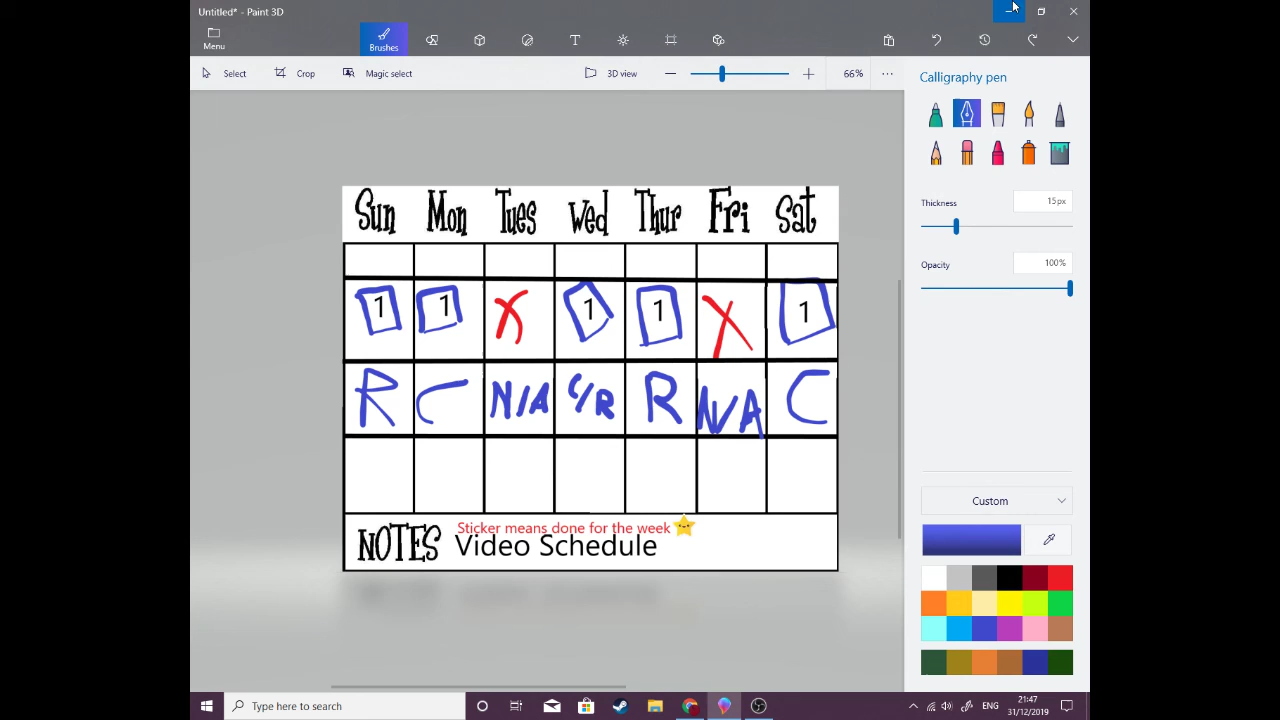 Untitled* - Paint 3D
Menu
Brushes
Select Crop Magic select 3D view 66%
Calligraphy pen
Thickness 15px
Opacity 100%
Custom
Sun Mon Tues Wed Thur Fri Sat
1 1 X 1 1 X 1
R C N/A C/R R N/A C
Sticker means done for the week
NOTES Video Schedule
Type here to search
ENG
21:47
31/12/2019